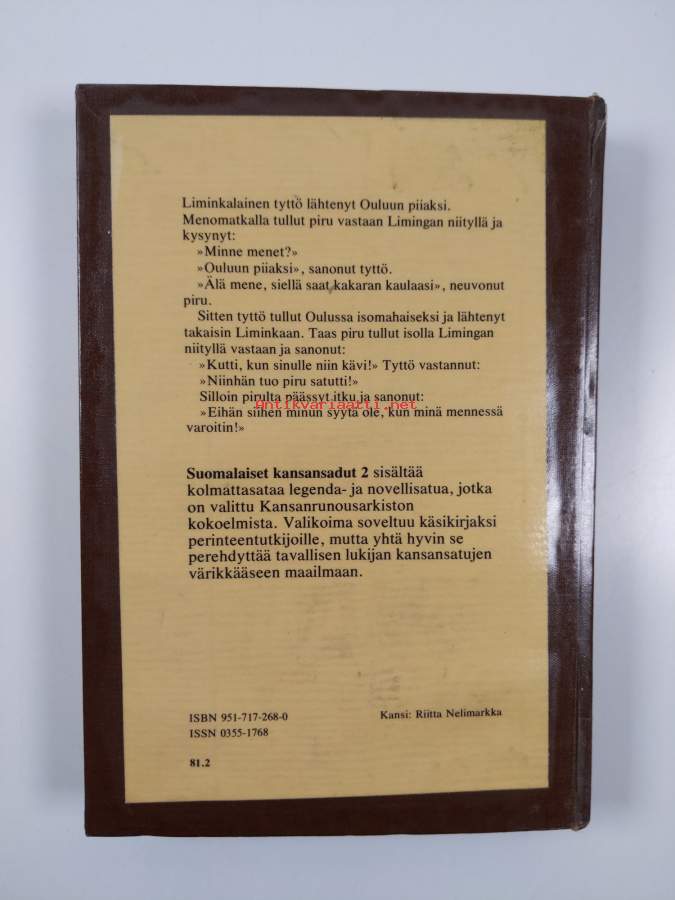 Liminkalainen tyttö lähtenyt Ouluun piiaksi.
Menomatkalla tullut piru vastaan Limingan niityllä ja
kysynyt:
»Minne menet?»
»Ouluun piiaksi», sanonut tyttö.
»Älä mene, siellä saat kakaran kaulaasi», neuvonut
piru.
Sitten tyttö tullut Oulussa isomahaiseksi ja lähtenyt
takaisin Liminkaan. Taas piru tullut isolla Limingan
niityllä vastaan ja sanonut:
»Kutti, kun sinulle niin kävi!» Tyttö vastannut:
»Niinhän tuo piru satutti!»
Silloin pirulta päässyt itku ja sanonut:
Antikvariaatti.net
»Eihän siihen minun syytä ole, kun minä mennessä
varoitin!»
Suomalaiset kansansadut 2 sisältää
kolmattasataa legenda- ja novellisatua, jotka
on valittu Kansanrunousarkiston
kokoelmista. Valikoima soveltuu käsikirjaksi
perinteentutkijoille, mutta yhtä hyvin se
perehdyttää tavallisen lukijan kansansatujen
värikkääseen maailmaan.
ISBN 951-717-268-0
Kansi: Riitta Nelimarkka
ISSN 0355-1768
81.2